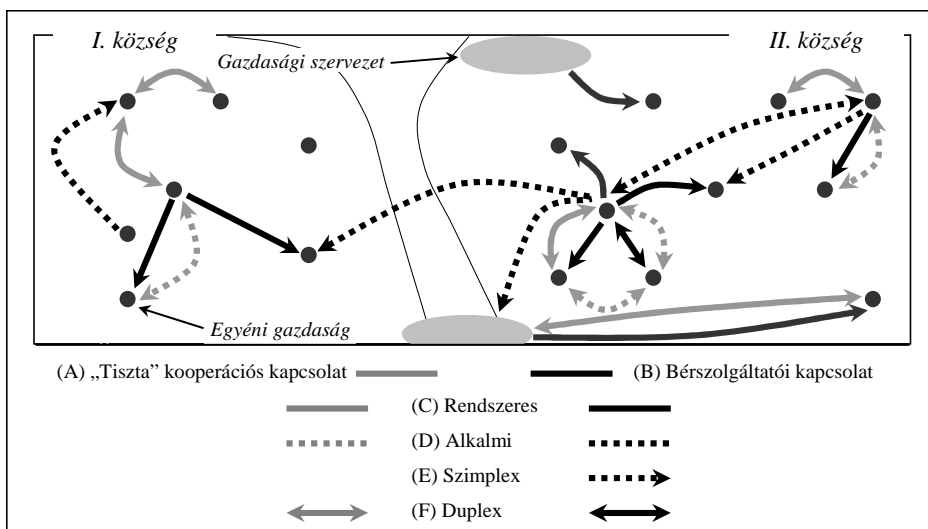 I. község
II. község
Gazdasági szervezet
Egyéni gazdaság
(A) „Tiszta” kooperációs kapcsolat
(B) Bérszolgáltatói kapcsolat
(C) Rendszeres
(D) Alkalmi
(E) Szimplex
(F) Duplex